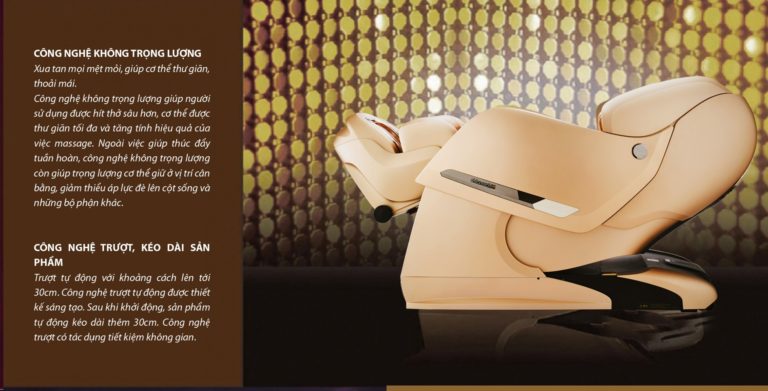 CÔNG NGHỆ KHÔNG TRỌNG LƯỢNG
Xua tan mọi mệt mỏi, giúp cơ thể thư giãn,
thoải mái.
Công nghệ không trọng lượng giúp người
sử dụng được hít thở sâu hơn, cơ thể được
thư giãn tối đa và tăng tính hiệu quả của
việc massage. Ngoài việc giúp thúc đẩy
tuần hoàn, công nghệ không trọng lượng
còn giúp trọng lượng cơ thể giữ ở vị trí cân
bằng, giảm thiểu áp lực đè lên cột sống và
những bộ phận khác.
CÔNG NGHỆ TRƯỢT, KÉO DÀI SẢN
PHẨM
Trượt tự động với khoảng cách lên tới
30cm. Công nghệ trượt tự động được thiết
kế sáng tạo. Sau khi khởi động, sản phẩm
tự động kéo dài thêm 30cm. Công nghệ
trượt có tác dụng tiết kiệm không gian.